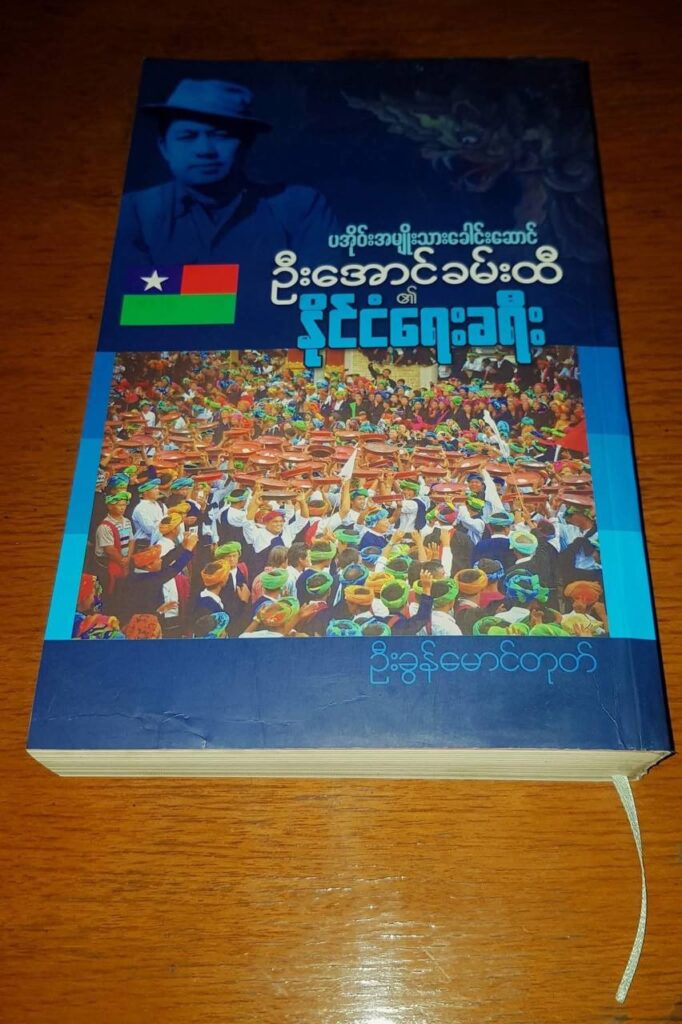 ပအိုဝ်းအမျိုးသားခေါင်းဆောင်
ဦးအောင်ခမ်းထီ
၏
နိုင်ငံရေးခရီး
ဦးခွန်မောင်တုတ်